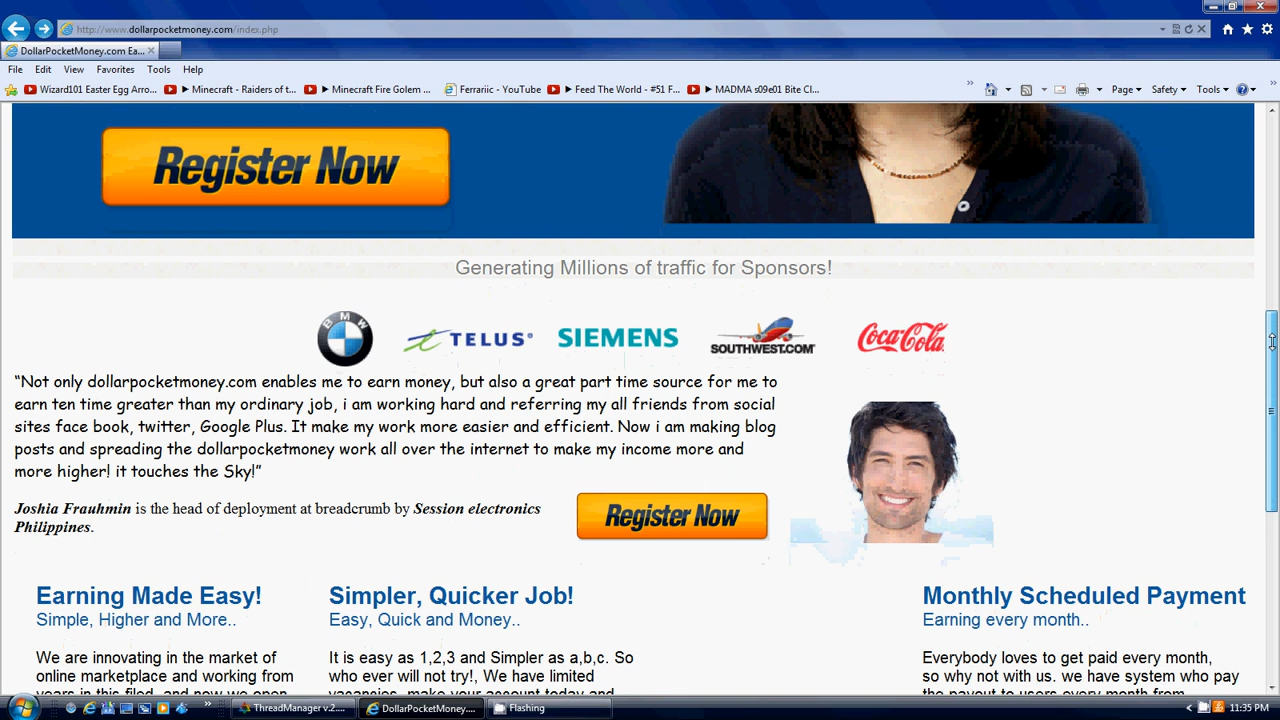 http://www.dollarpocketmoney.com/index.php
DollarPocketMoney.com Ea...
File Edit View Favorites Tools Help
Wizard101 Easter Egg Arro... Minecraft - Raiders of t... Minecraft Fire Golem ... Ferrariic - YouTube Feed The World - #51 F... MADMA s09e01 Bite Cl... Page Safety Tools
Register Now
Generating Millions of traffic for Sponsors!
BMW TELUS® SIEMENS SOUTHWEST.COM® Coca-Cola
“Not only dollarpocketmoney.com enables me to earn money, but also a great part time source for me to
earn ten time greater than my ordinary job, i am working hard and referring my all friends from social
sites face book, twitter, Google Plus. It make my work more easier and efficient. Now i am making blog
posts and spreading the dollarpocketmoney work all over the internet to make my income more and
more higher! it touches the Sky!”
Joshia Frauhmin is the head of deployment at breadcrumb by Session electronics
Philippines.
Register Now
Earning Made Easy! Simpler, Quicker Job! Monthly Scheduled Payment
Simple, Higher and More.. Easy, Quick and Money.. Earning every month..
We are innovating in the market of It is easy as 1,2,3 and Simpler as a,b,c. So Everybody loves to get paid every month,
online marketplace and working from who ever will not try!, We have limited so why not with us. we have system who pay
years in this filed, and now we open vacancies, make your account today and the payout to users every month from
ThreadManager v.2.... DollarPocketMoney.... Flashing 11:35 PM